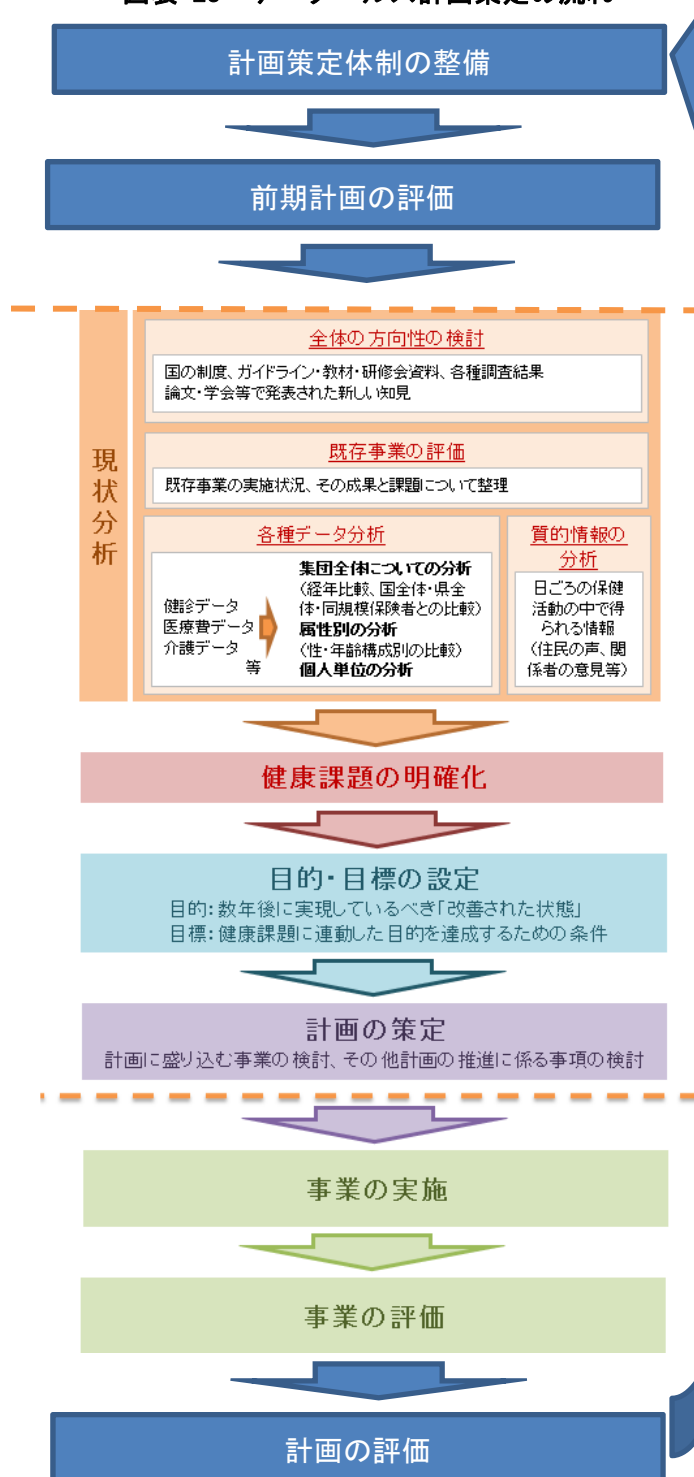 計画策定体制の整備
前期計画の評価
現状分析
全体の方向性の検討
国の制度、ガイドライン・教材・研修会資料、各種調査結果
論文・学会等で発表された新しい知見
既存事業の評価
既存事業の実施状況、その成果と課題について整理
各種データ分析
健診データ
医療費データ
介護データ
等
集団全体についての分析
(経年比較、国全体・県全
体・同規模保険者との比較)
属性別の分析
(性・年齢構成別の比較)
個人単位の分析
質的情報の
分析
日ごろの保健
活動の中で得
られる情報
(住民の声、関
係者の意見等)
健康課題の明確化
目的・目標の設定
目的:数年後に実現しているべき「改善された状態」
目標:健康課題に連動した目的を達成するための条件
計画の策定
計画に盛り込む事業の検討、その他計画の推進に係る事項の検討
事業の実施
事業の評価
計画の評価